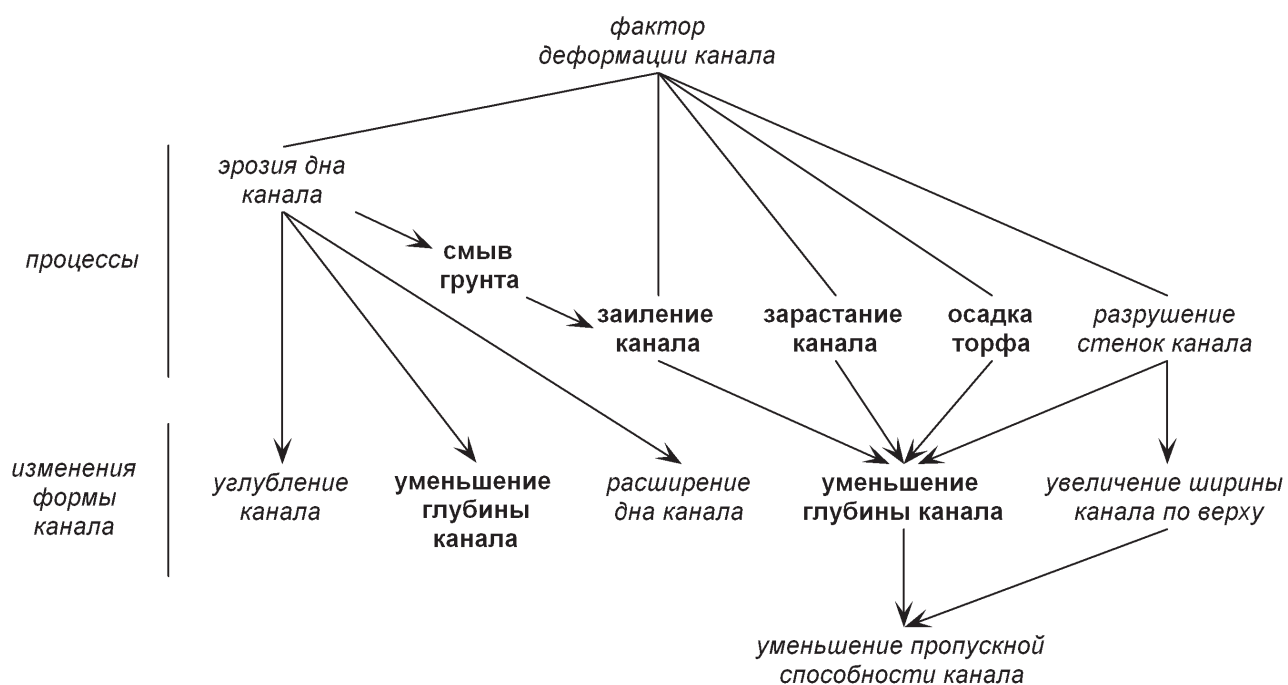 фактор
деформации канала
эрозия дна
канала
процессы
смыв
грунта
заиление
канала
зарастание
канала
осадка
торфа
разрушение
стенок канала
изменения
формы
канала
углубление
канала
уменьшение
глубины
канала
расширение
дна канала
уменьшение
глубины канала
увеличение ширины
канала по верху
уменьшение пропускной
способности канала